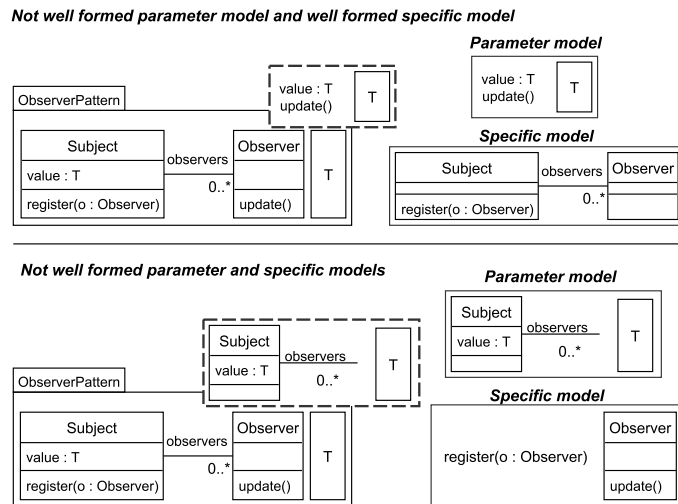 Not well formed parameter model and well formed specific model
Parameter model
value : T
update()
T
value : T
update()
T
ObserverPattern
Specific model
Subject
observers
Observer
value : T
0..*
T
register(o : Observer)
update()
Subject
observers
Observer
0..*
register(o : Observer)
Not well formed parameter and specific models
Parameter model
Subject
observers
value : T
0..*
T
Subject
observers
value : T
0..*
T
ObserverPattern
Specific model
Subject
observers
Observer
value : T
0..*
T
register(o : Observer)
update()
Observer
register(o : Observer)
update()